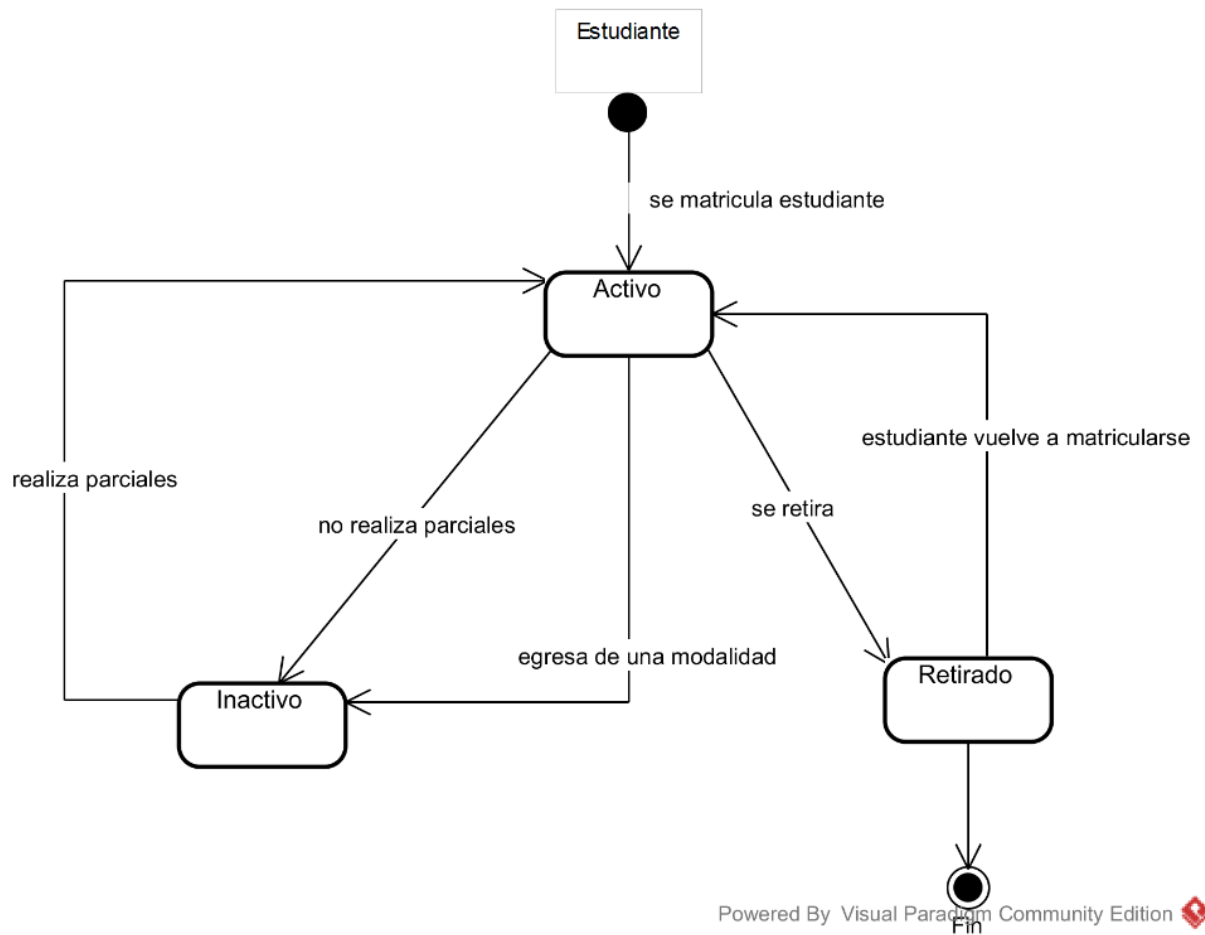 Estudiante
se matricula estudiante
Activo
estudiante vuelve a matricularse
realiza parciales
se retira
no realiza parciales
egresa de una modalidad
Retirado
Inactivo
Powered By Visual Paradigm Community Edition
Fin